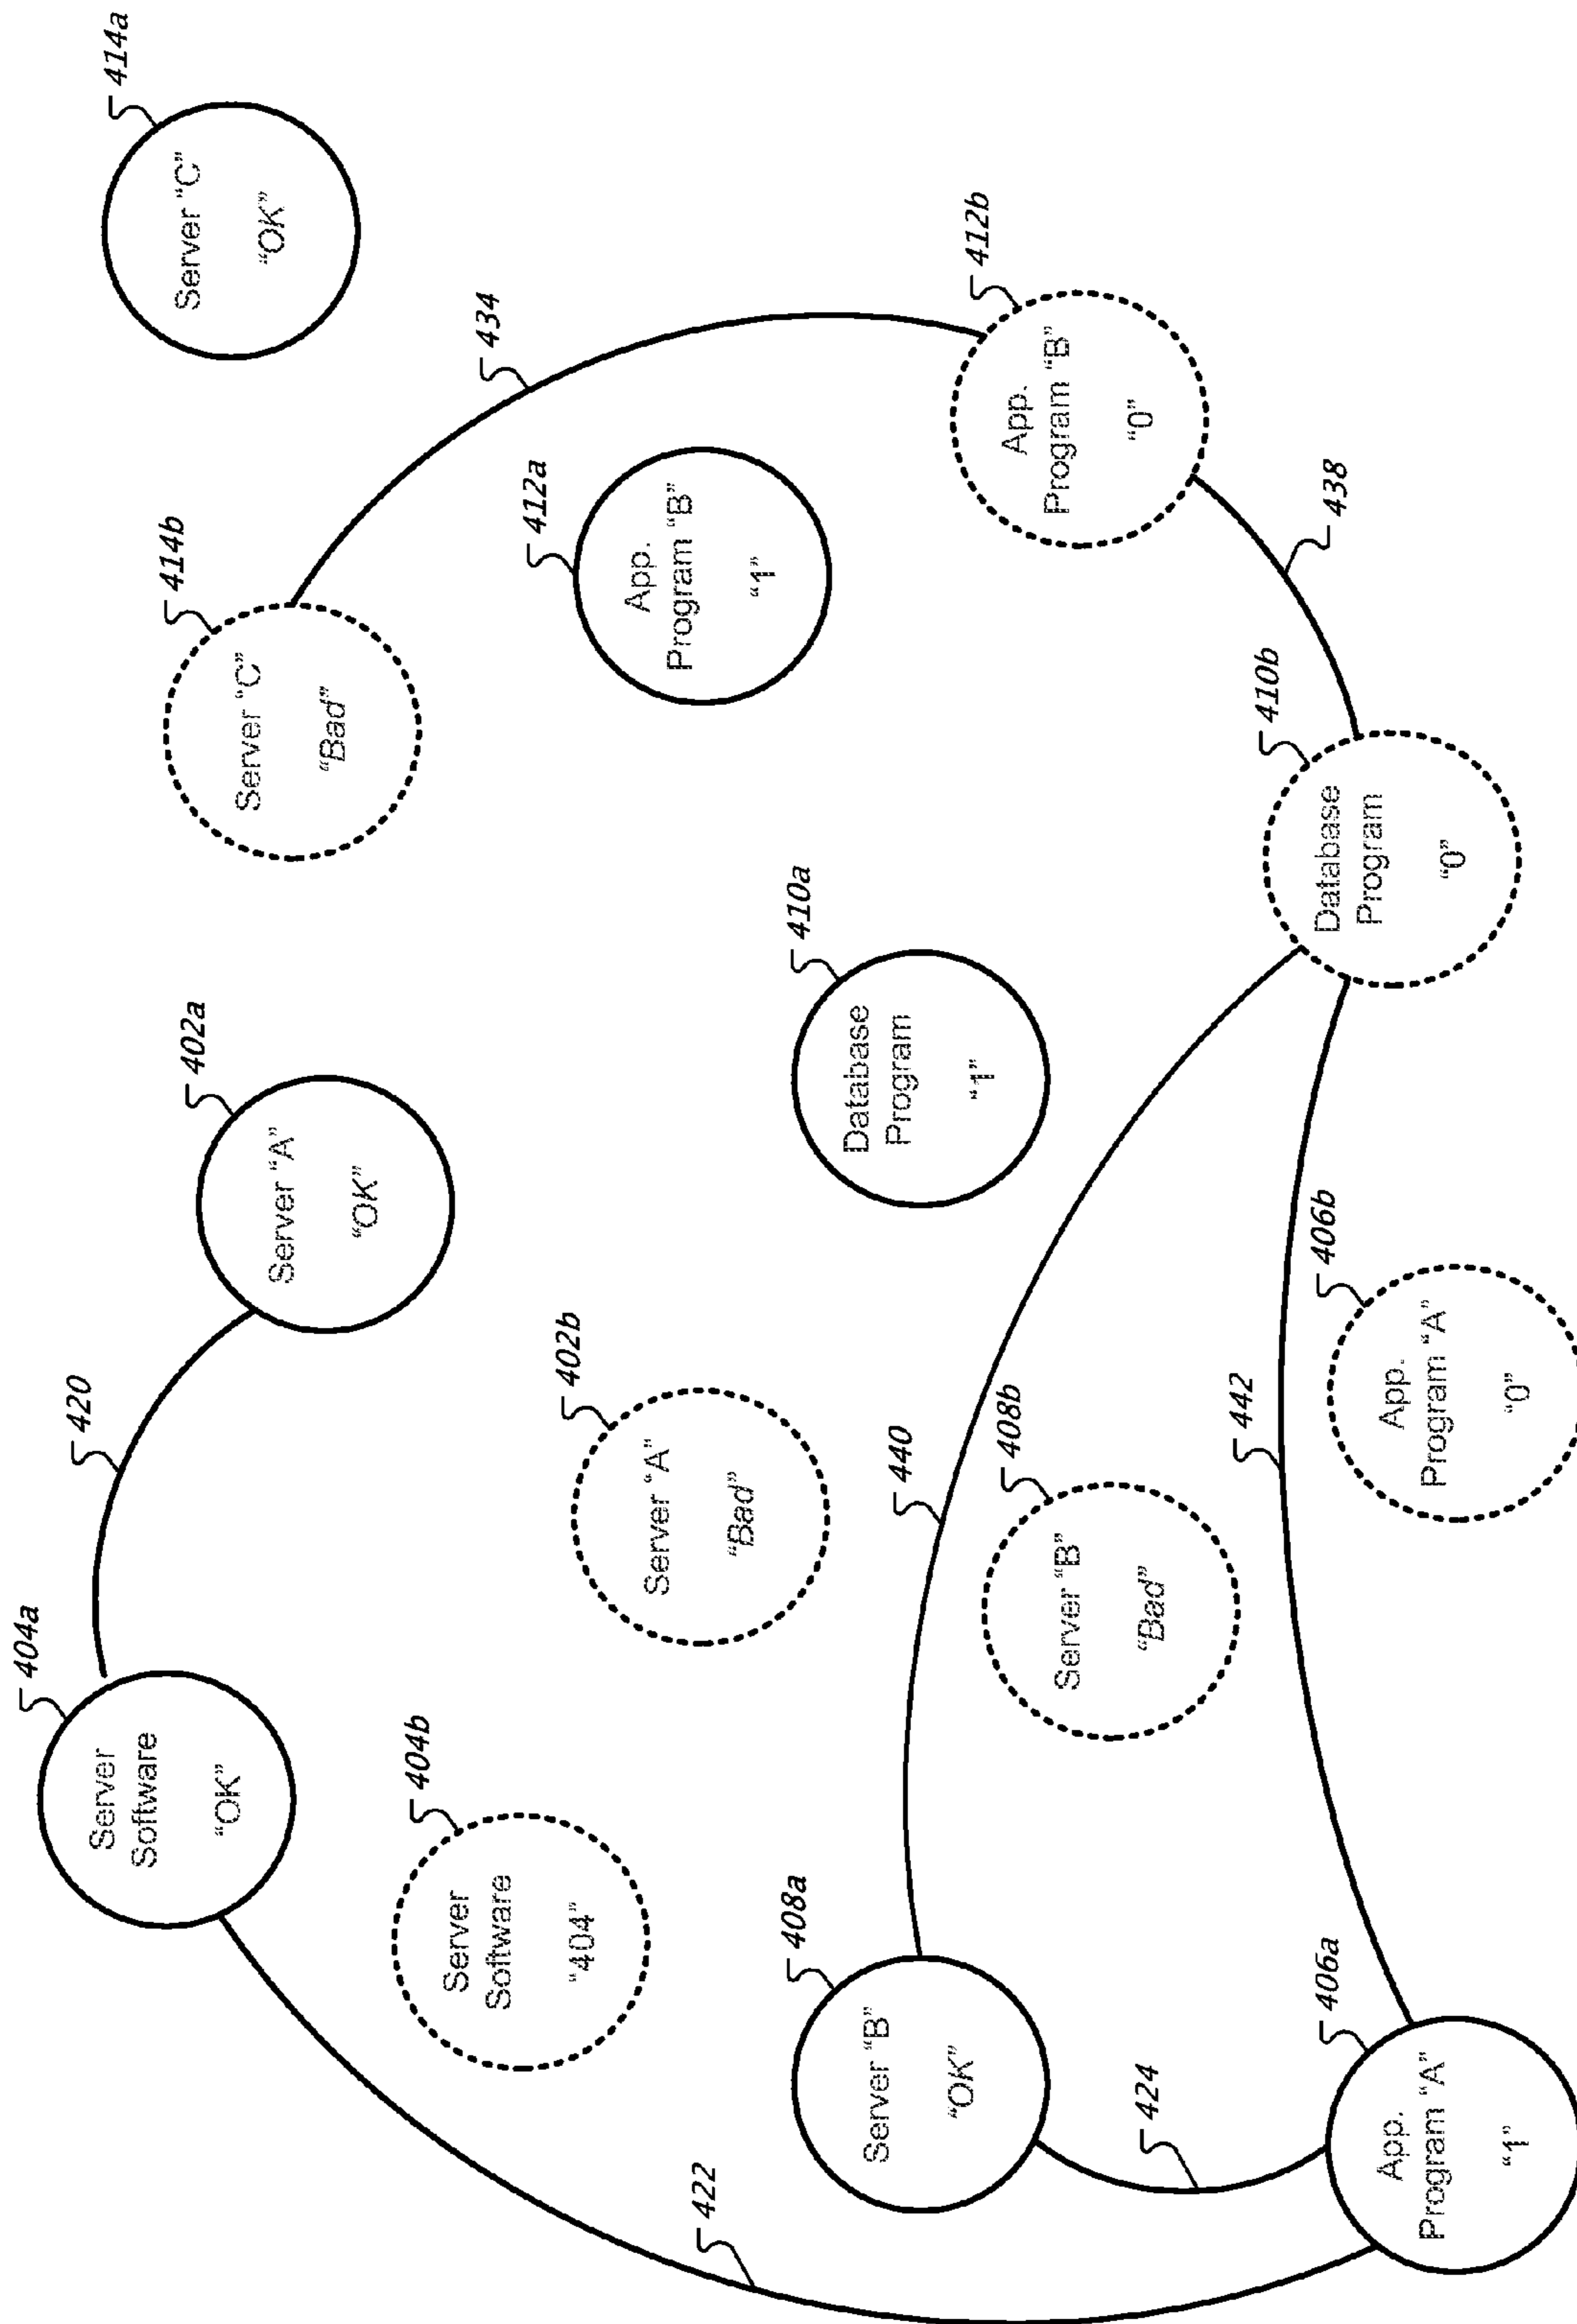 404a
Server
Software
“OK”
420
402a
Server “A”
“OK”
414a
Server “C”
“OK”
414b
Server “C”
“Bad”
434
404b
Server
Software
“404”
402b
Server “A”
“Bad”
412a
App.
Program “B”
“1”
410a
Database
Program
“1”
412b
App.
Program “B”
“0”
422
408a
Server “B”
“OK”
440
408b
Server “B”
“Bad”
438
424
410b
Database
Program
“0”
442
406a
App.
Program “A”
“1”
406b
App.
Program “A”
“0”